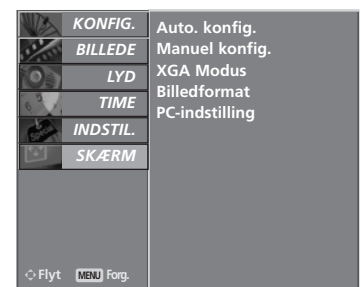 KONFIG.
BILLEDE
LYD
TIME
INDSTIL.
SKÆRM
Auto. konfig.
Manuel konfig.
XGA Modus
Billedformat
PC-indstilling
Flyt MENU Forg.